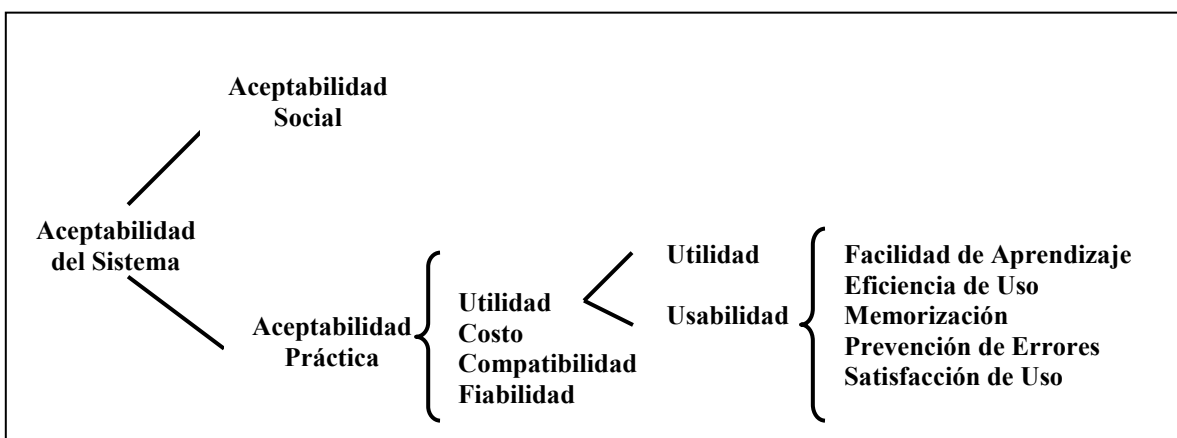 Aceptabilidad
Social
Aceptabilidad
del Sistema
Aceptabilidad
Práctica
Utilidad
Costo
Compatibilidad
Fiabilidad
Utilidad
Usabilidad
Facilidad de Aprendizaje
Eficiencia de Uso
Memorización
Prevención de Errores
Satisfacción de Uso